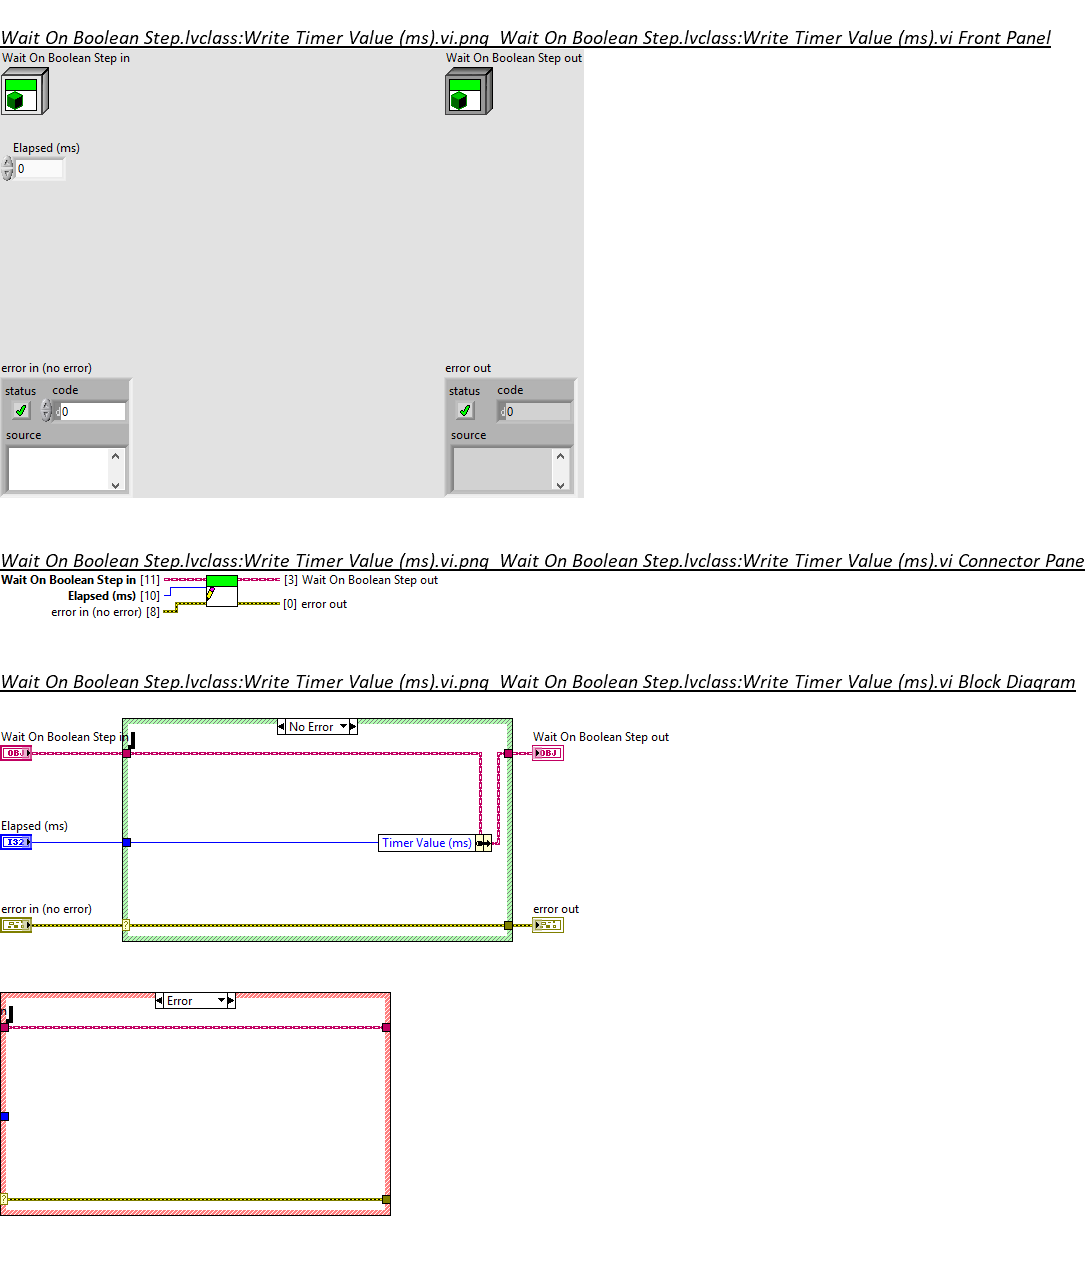 Wait On Boolean Step.lvclass:Write Timer Value (ms).vi.png Wait On Boolean Step.lvclass:Write Timer Value (ms).vi Front Panel
Wait On Boolean Step in
Wait On Boolean Step out
Elapsed (ms)
0
error in (no error)
error out
status code
status code
d 0
d 0
source
source
Wait On Boolean Step.lvclass:Write Timer Value (ms).vi.png Wait On Boolean Step.lvclass:Write Timer Value (ms).vi Connector Pane
Wait On Boolean Step in [11]
[3] Wait On Boolean Step out
Elapsed (ms) [10]
[0] error out
error in (no error) [8]
Wait On Boolean Step.lvclass:Write Timer Value (ms).vi.png Wait On Boolean Step.lvclass:Write Timer Value (ms).vi Block Diagram
No Error
Wait On Boolean Step in
Wait On Boolean Step out
OBJ
OBJ
Elapsed (ms)
I32
Timer Value (ms)
error in (no error)
error out
?
Error
n
?